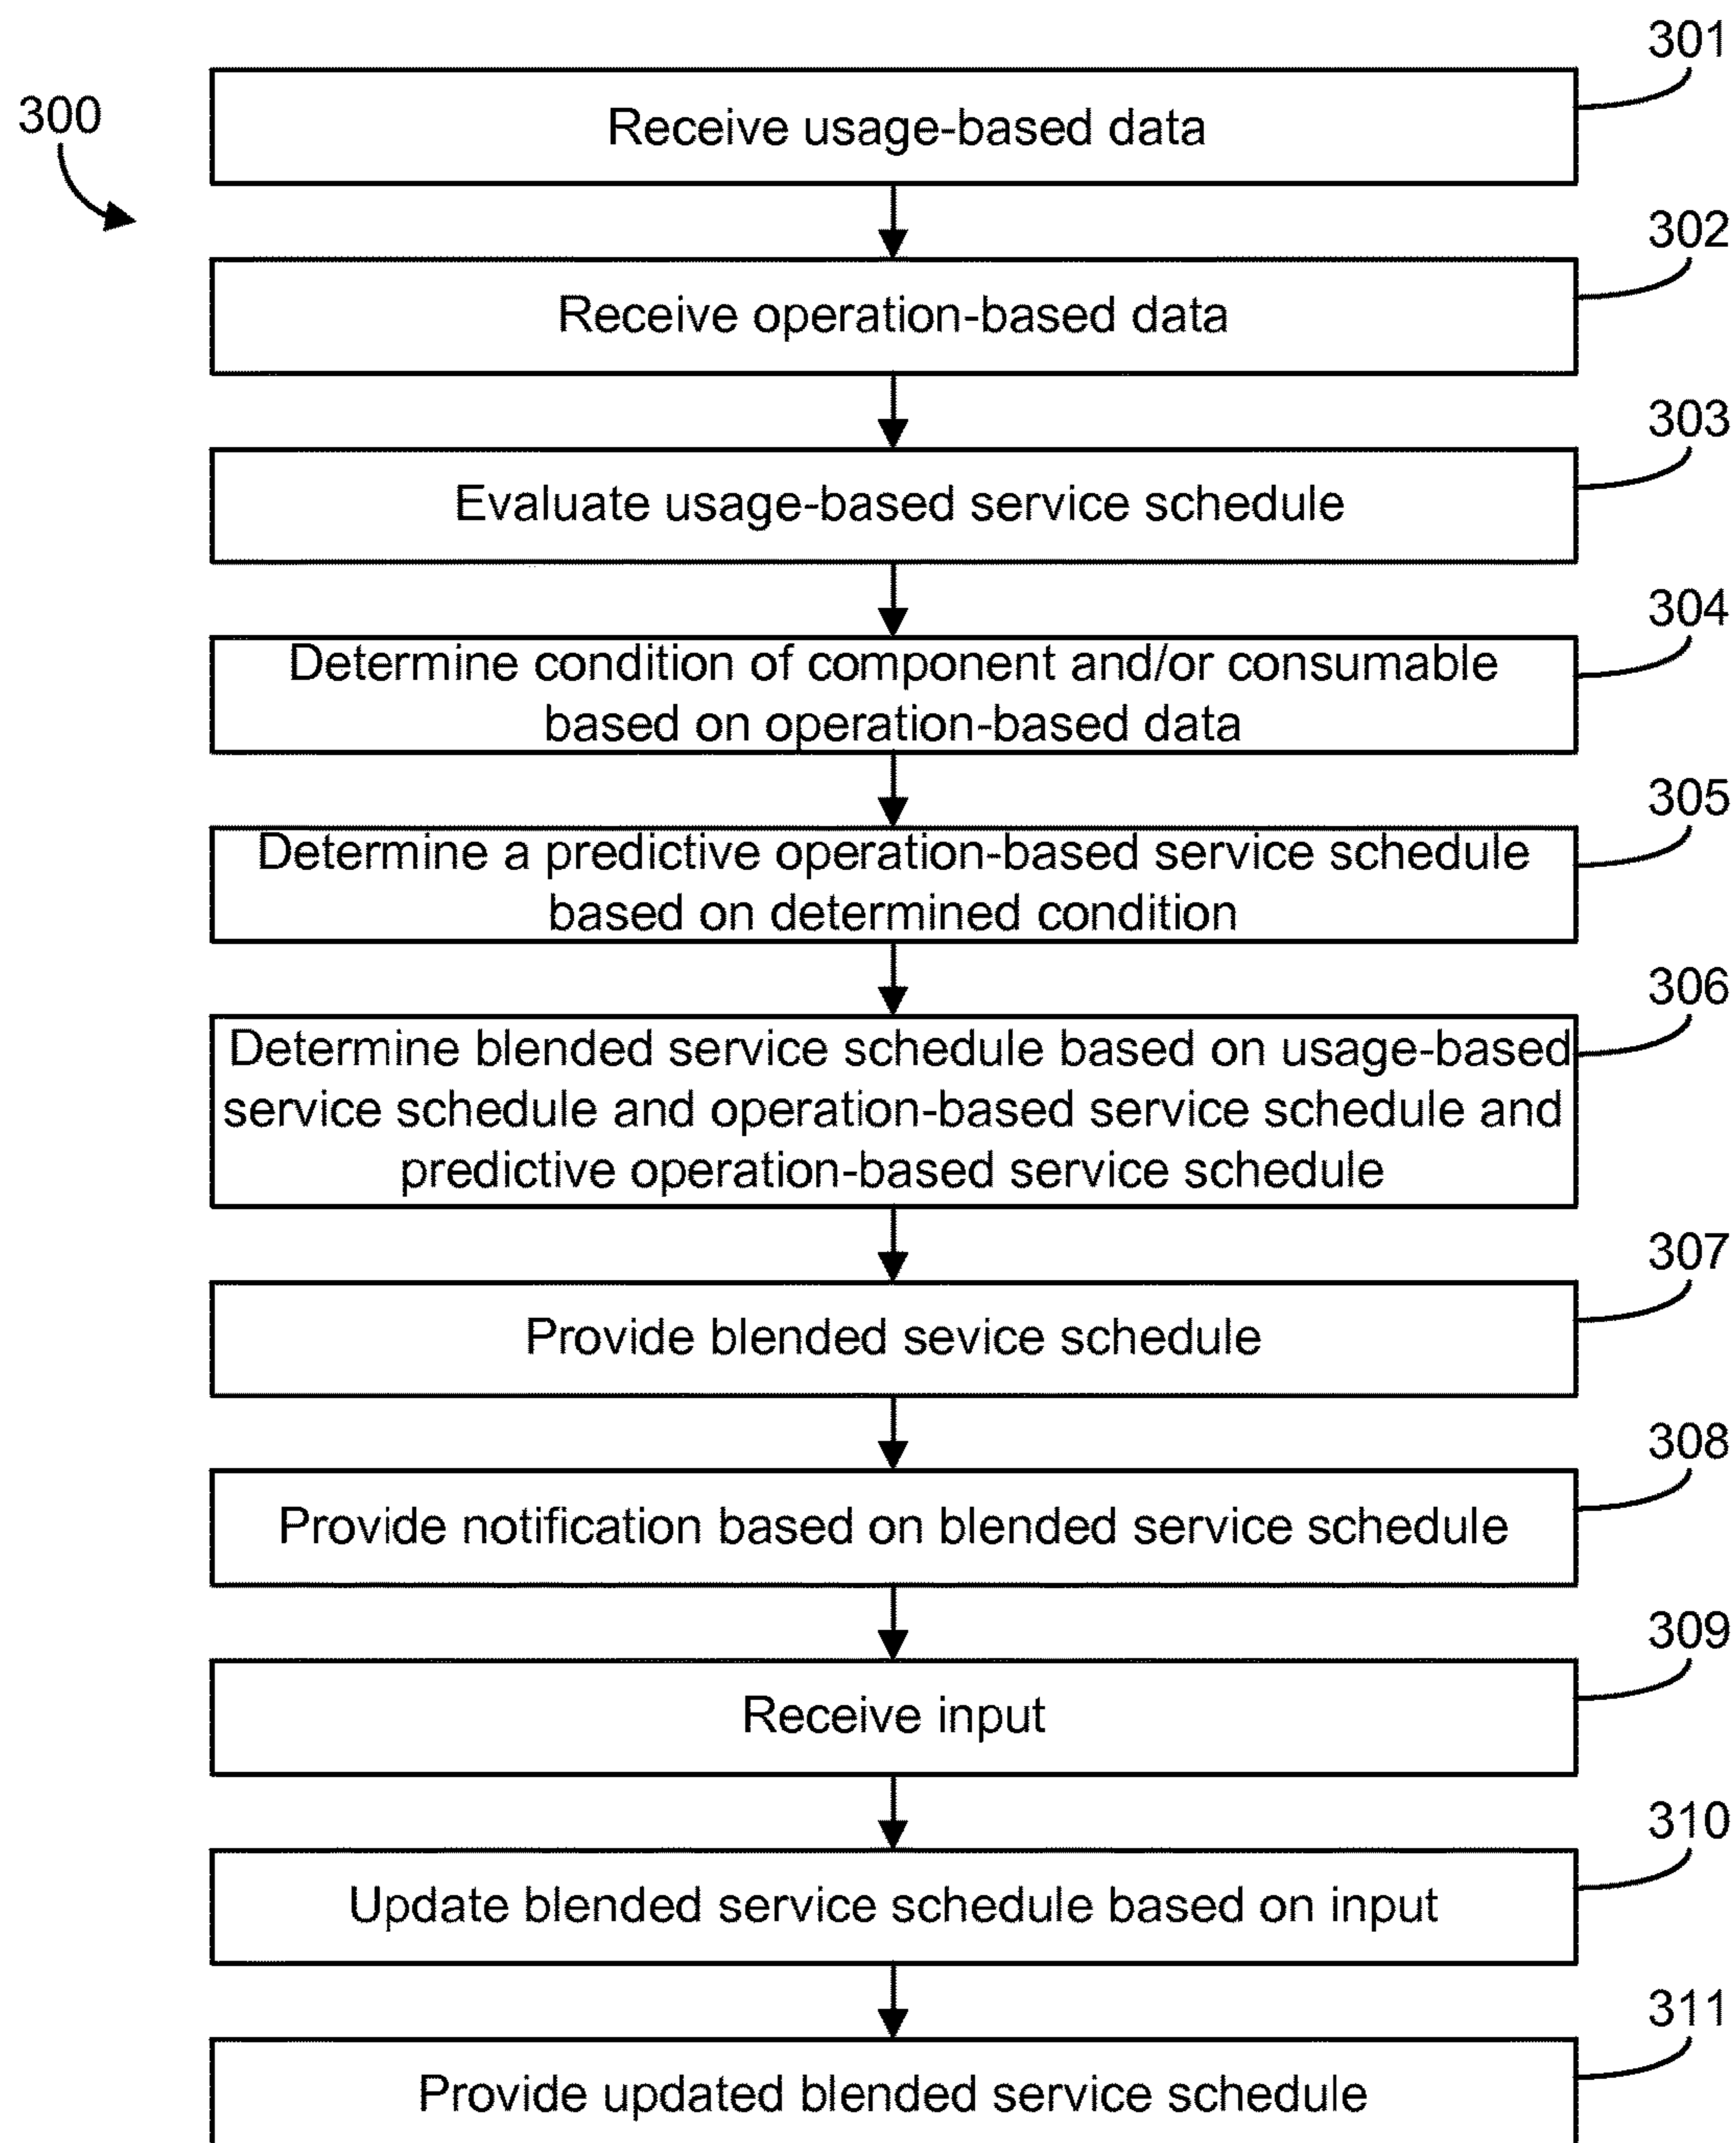 301
300
Receive usage-based data
302
Receive operation-based data
303
Evaluate usage-based service schedule
304
Determine condition of component and/or consumable
based on operation-based data
305
Determine a predictive operation-based service schedule
based on determined condition
306
Determine blended service schedule based on usage-based
service schedule and operation-based service schedule and
predictive operation-based service schedule
307
Provide blended sevice schedule
308
Provide notification based on blended service schedule
309
Receive input
310
Update blended service schedule based on input
311
Provide updated blended service schedule